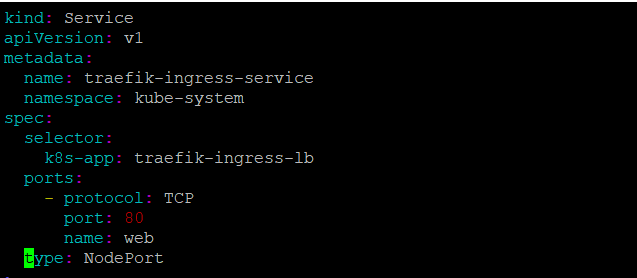 kind: Service
apiVersion: v1
metadata:
  name: traefik-ingress-service
  namespace: kube-system
spec:
  selector:
    k8s-app: traefik-ingress-lb
  ports:
    - protocol: TCP
      port: 80
      name: web
  type: NodePort